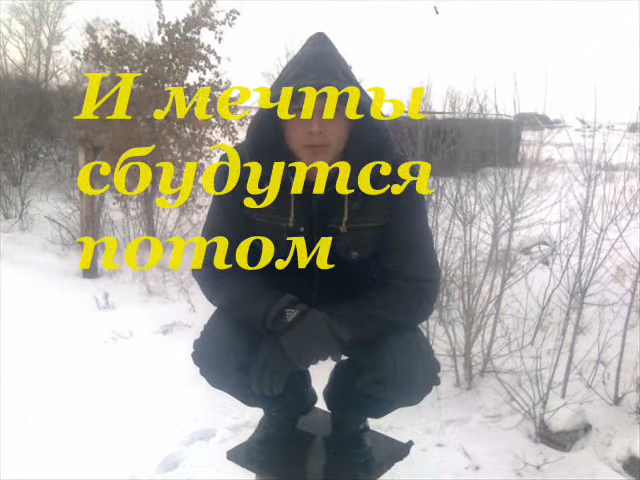 И мечты
сбудутся
потом